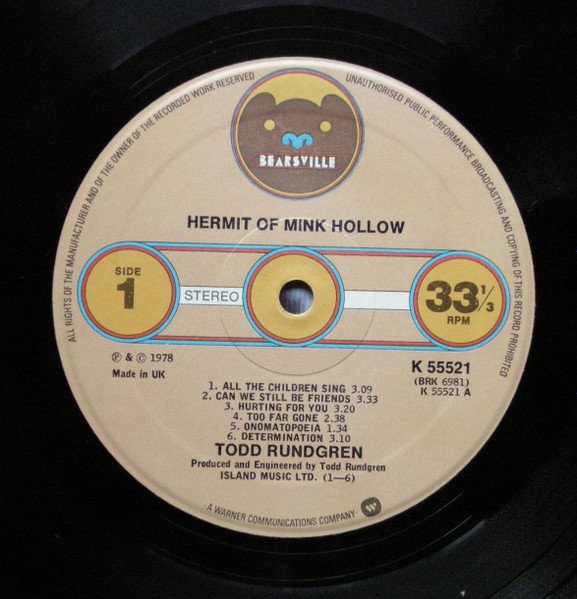 ALL RIGHTS OF THE MANUFACTURER AND OF THE OWNER OF THE RECORDED WORK RESERVED
UNAUTHORISED PUBLIC PERFORMANCE BROADCASTING AND COPYING OF THIS RECORD PROHIBITED
BEARSVILLE
HERMIT OF MINK HOLLOW
SIDE
1
STEREO
33 1/3
RPM
Ⓟ & © 1978
Made in UK
K 55521
(BRK 6981)
K 55521 A
1. ALL THE CHILDREN SING 3.09
2. CAN WE STILL BE FRIENDS 3.33
3. HURTING FOR YOU 3.20
4. TOO FAR GONE 2.38
5. ONOMATOPOEIA 1.34
6. DETERMINATION 3.10
TODD RUNDGREN
Produced and Engineered by Todd Rundgren
ISLAND MUSIC LTD. (1—6)
A WARNER COMMUNICATIONS COMPANY